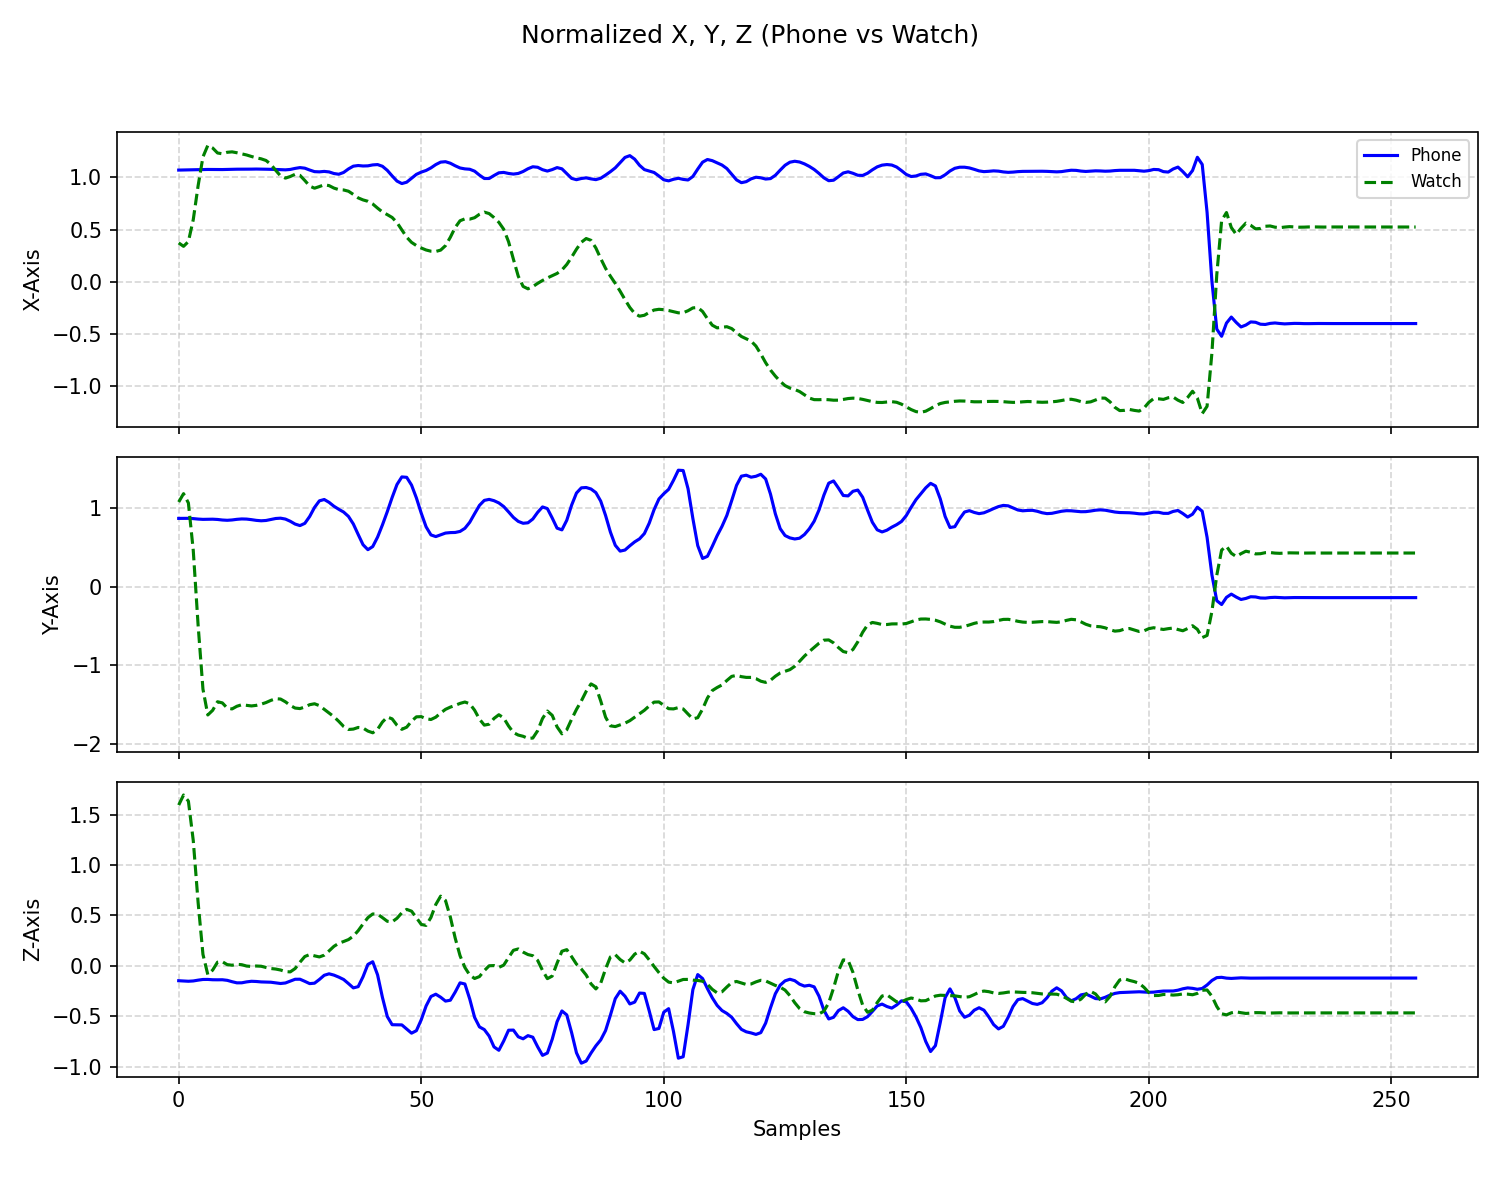 Normalized X, Y, Z (Phone vs Watch)
Phone
Watch
X-Axis
1.0
0.5
0.0
−0.5
−1.0
Y-Axis
1
0
−1
−2
Z-Axis
1.5
1.0
0.5
0.0
−0.5
−1.0
0 50 100 150 200 250
Samples